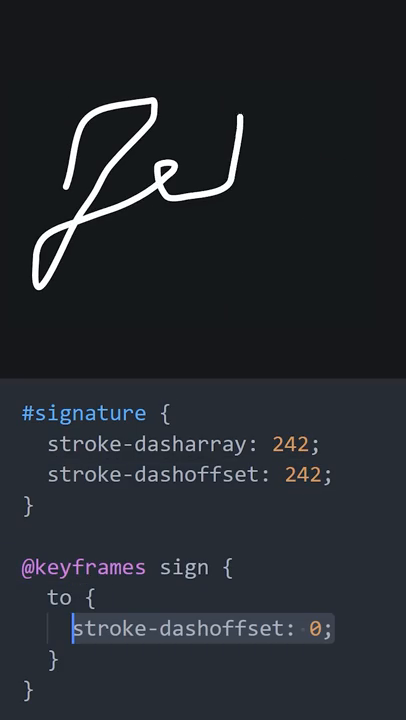 #signature {
stroke-dasharray: 242;
stroke-dashoffset: 242;
}
@keyframes sign {
to {
stroke-dashoffset: 0;
}
}